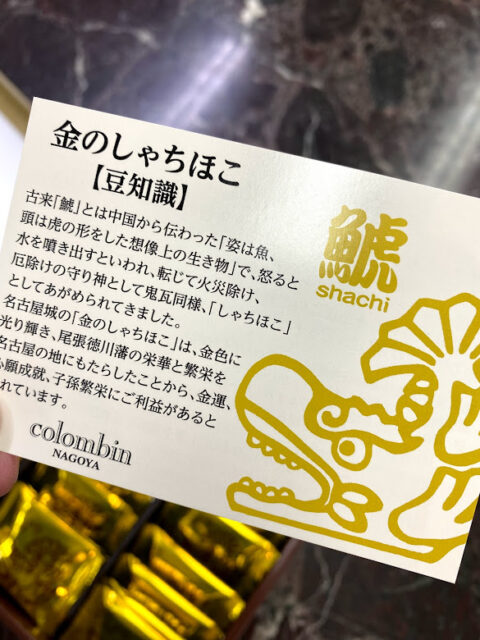 金のしゃちほこ
【豆知識】
古来「鯱」とは中国から伝わった「姿は魚、
頭は虎の形をした想像上の生き物」で、怒ると
水を噴き出すといわれ、転じて火災除け、
厄除けの守り神として鬼瓦同様、「しゃちほこ」
としてあがめられてきました。
名古屋城の「金のしゃちほこ」は、金色に
光り輝き、尾張徳川藩の栄華と繁栄を
名古屋の地にもたらしたことから、金運、
願成就、子孫繁栄にご利益があると
れています。
colombin
NAGOYA
鯱
shachi